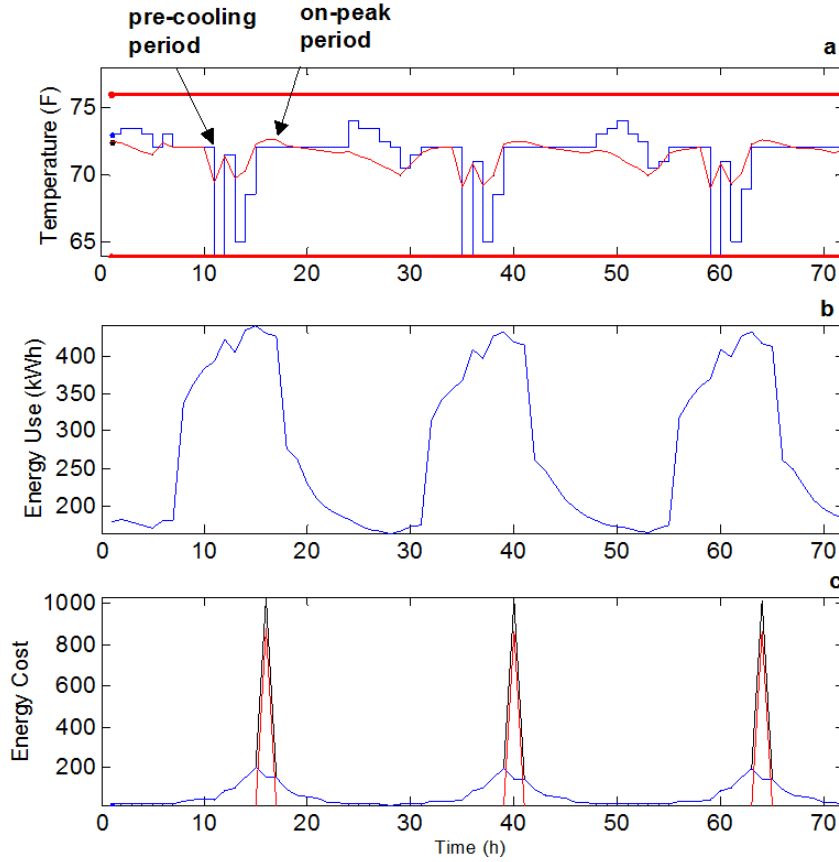 pre-cooling
period
on-peak
period
a
Temperature (F)
75
70
65
0 10 20 30 40 50 60 70
b
Energy Use (kWh)
400
350
300
250
200
0 10 20 30 40 50 60 70
c
Energy Cost
1000
800
600
400
200
0 10 20 30 40 50 60 70
Time (h)